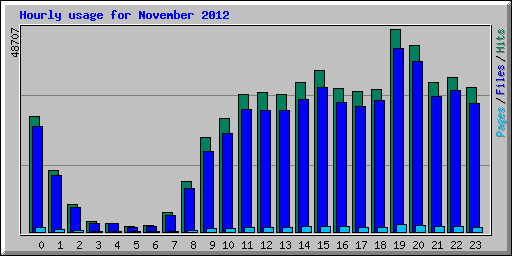 Hourly usage for November 2012
48707
Pages/Files/Hits
0 1 2 3 4 5 6 7 8 9 10 11 12 13 14 15 16 17 18 19 20 21 22 23